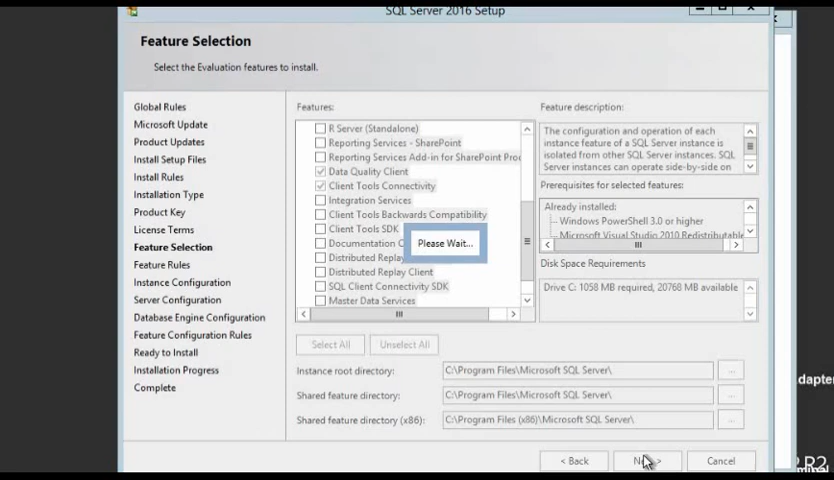 SQL Server 2016 Setup
Feature Selection
Select the Evaluation features to install.
Global Rules
Microsoft Update
Product Updates
Install Setup Files
Install Rules
Installation Type
Product Key
License Terms
Feature Selection
Feature Rules
Instance Configuration
Server Configuration
Database Engine Configuration
Feature Configuration Rules
Ready to Install
Installation Progress
Complete
Features:
R Server (Standalone)
Reporting Services - SharePoint
Reporting Services Add-in for SharePoint Proc
Data Quality Client
Client Tools Connectivity
Integration Services
Client Tools Backwards Compatibility
Client Tools SDK
Documentation C
Distributed Replay
Distributed Replay Client
SQL Client Connectivity SDK
Master Data Services
Please Wait...
Select All
Unselect All
Feature description:
The configuration and operation of each
instance feature of a SQL Server instance is
isolated from other SQL Server instances. SQL
Server instances can operate side-by-side on
Prerequisites for selected features:
Already installed:
Windows PowerShell 3.0 or higher
Microsoft Visual Studio 2010 Redistributable
Disk Space Requirements
Drive C: 1058 MB required, 20768 MB available
Instance root directory:
C:\Program Files\Microsoft SQL Server\
...
Shared feature directory:
C:\Program Files\Microsoft SQL Server\
...
Shared feature directory (x86):
C:\Program Files (x86)\Microsoft SQL Server\
...
< Back
Cancel
dapter
R2